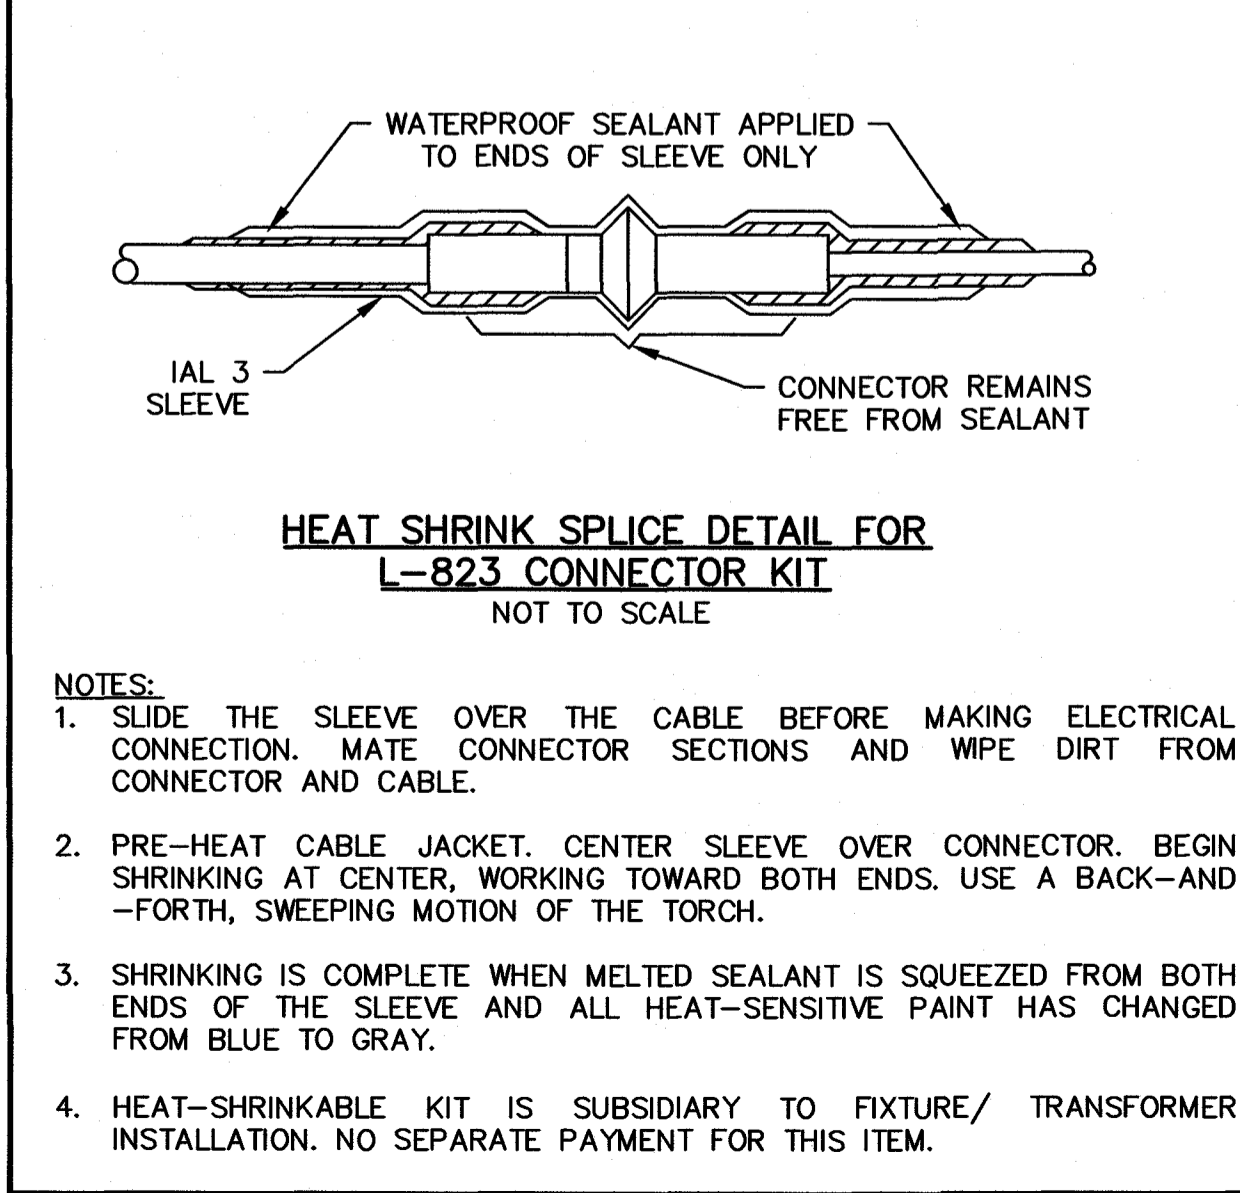 WATERPROOF SEALANT APPLIED
TO ENDS OF SLEEVE ONLY
IAL 3
SLEEVE
CONNECTOR REMAINS
FREE FROM SEALANT
HEAT SHRINK SPLICE DETAIL FOR
L-823 CONNECTOR KIT
NOT TO SCALE
NOTES:
1. SLIDE THE SLEEVE OVER THE CABLE BEFORE MAKING ELECTRICAL
CONNECTION. MATE CONNECTOR SECTIONS AND WIPE DIRT FROM
CONNECTOR AND CABLE.
2. PRE-HEAT CABLE JACKET. CENTER SLEEVE OVER CONNECTOR. BEGIN
SHRINKING AT CENTER, WORKING TOWARD BOTH ENDS. USE A BACK-AND
-FORTH, SWEEPING MOTION OF THE TORCH.
3. SHRINKING IS COMPLETE WHEN MELTED SEALANT IS SQUEEZED FROM BOTH
ENDS OF THE SLEEVE AND ALL HEAT-SENSITIVE PAINT HAS CHANGED
FROM BLUE TO GRAY.
4. HEAT-SHRINKABLE KIT IS SUBSIDIARY TO FIXTURE/ TRANSFORMER
INSTALLATION. NO SEPARATE PAYMENT FOR THIS ITEM.